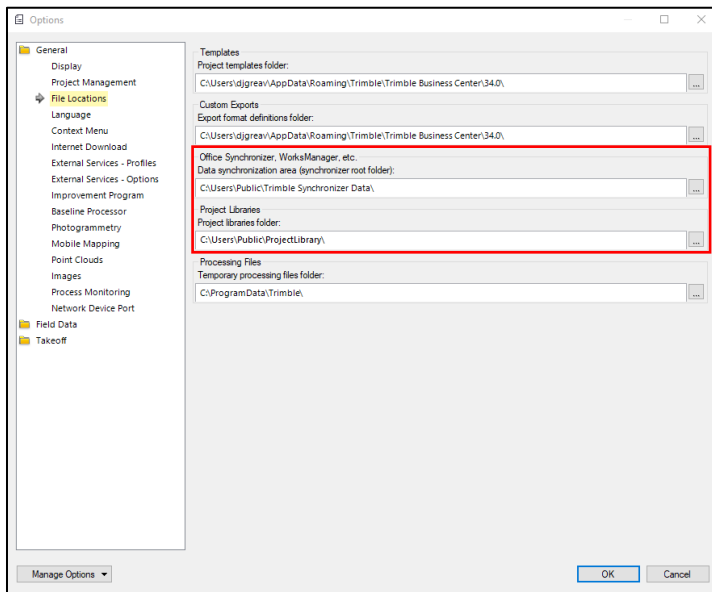 Options
General
Display
Project Management
File Locations
Language
Context Menu
Internet Download
External Services - Profiles
External Services - Options
Improvement Program
Baseline Processor
Photogrammetry
Mobile Mapping
Point Clouds
Images
Process Monitoring
Network Device Port
Field Data
Takeoff
Templates
Project templates folder:
C:\Users\djgreav\AppData\Roaming\Trimble\Trimble Business Center\34.0\
...
Custom Exports
Export format definitions folder:
C:\Users\djgreav\AppData\Roaming\Trimble\Trimble Business Center\34.0\
...
Office Synchronizer, WorksManager, etc.
Data synchronization area (synchronizer root folder):
C:\Users\Public\Trimble Synchronizer Data\
...
Project Libraries
Project libraries folder:
C:\Users\Public\ProjectLibrary\
...
Processing Files
Temporary processing files folder:
C:\ProgramData\Trimble\
...
Manage Options
OK
Cancel